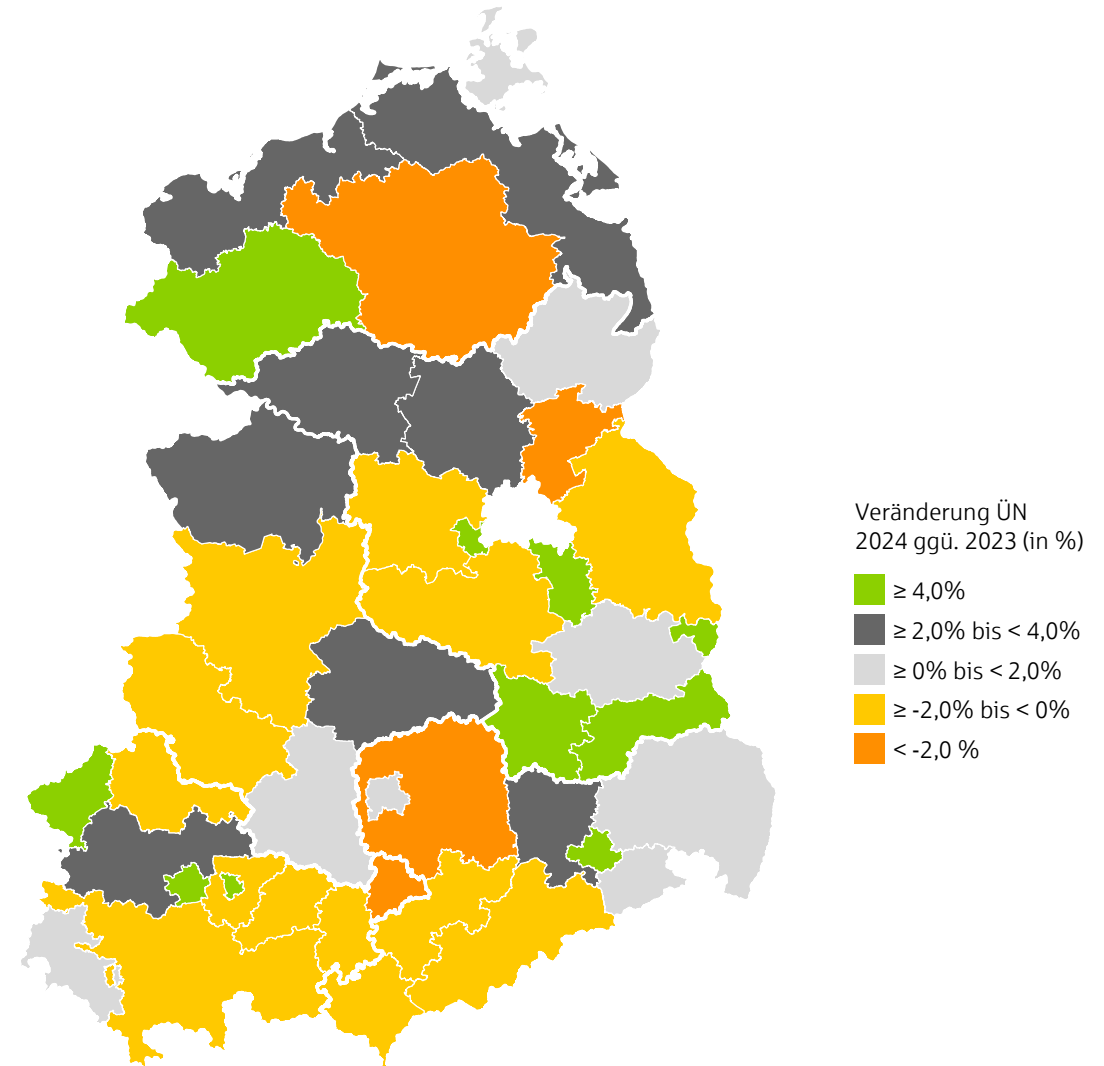 Veränderung ÜN
2024 ggü. 2023 (in %)
≥ 4,0%
≥ 2,0% bis < 4,0%
≥ 0% bis < 2,0%
≥ -2,0% bis < 0%
< -2,0 %